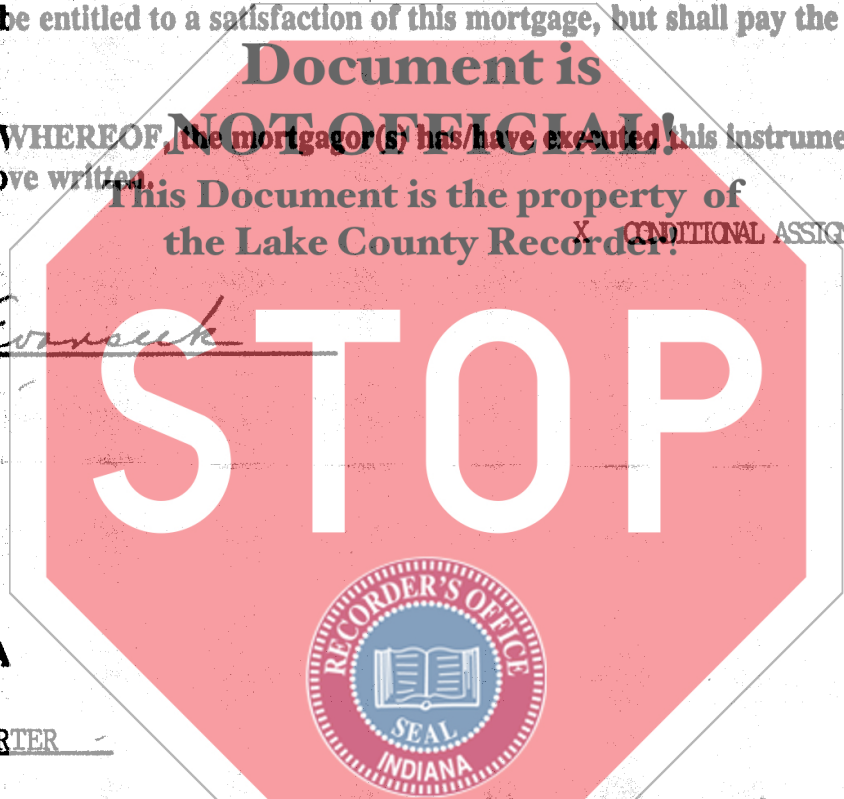 be entitled to a satisfaction of this mortgage, but shall pay the
Document is
WHEREOF, the mortgagor(s) has/have executed this instrume
NOT OFFICIAL!
ve written.
This Document is the property of
the Lake County Recorder!
X CONDITIONAL ASSIGN
STOP
RECORDER'S OFFICE
SEAL
INDIANA
RTER